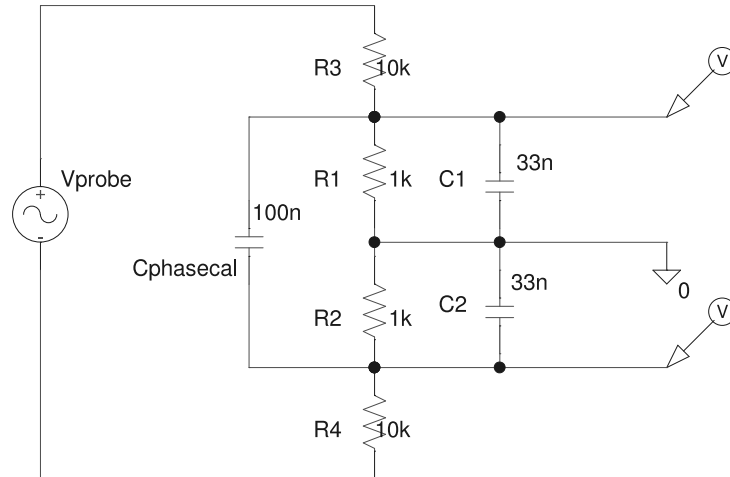 R3 10k
V
Vprobe
+
-
R1 1k
C1 33n
100n
Cphasecal
R2 1k
C2 33n
0
V
R4 10k